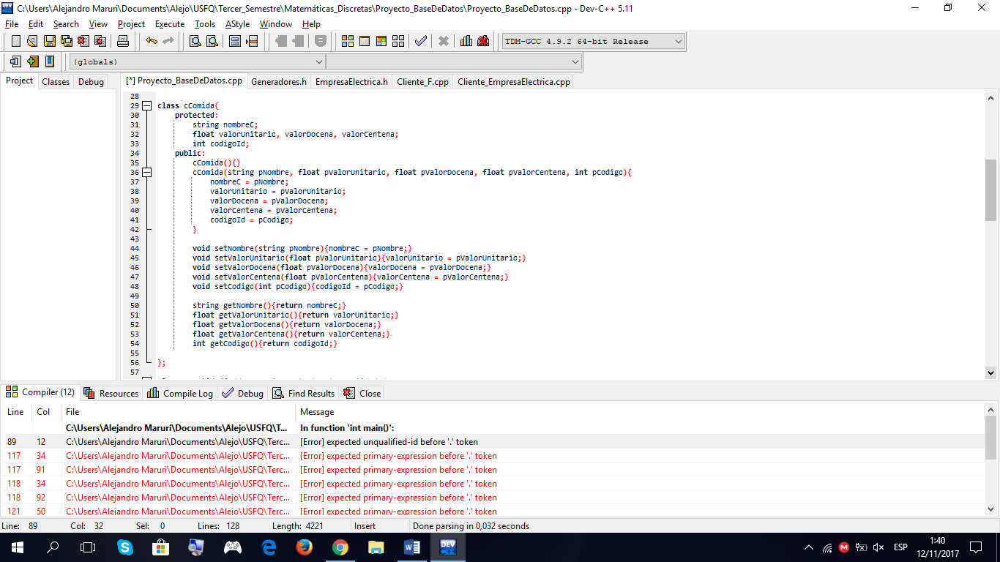 C:\Users\Alejandro Maruri\Documents\Alejo\USFQ\Tercer_Semestre\Matemáticas_Discretas\Proyecto_BaseDeDatos\Proyecto_BaseDeDatos.cpp - Dev-C++ 5.11
File Edit Search View Project Execute Tools AStyle Window Help
TDM-GCC 4.9.2 64-bit Release
(globals)
Project Classes Debug [*] Proyecto_BaseDeDatos.cpp Generadores.h EmpresaElectrica.h Cliente_F.cpp Cliente_EmpresaElectrica.cpp
28
29 class cComida{
30 protected:
31 string nombreC;
32 float valorUnitario, valorDocena, valorCentena;
33 int codigoId;
34 public:
35 cComida(){}
36 cComida(string pNombre, float pValorUnitario, float pValorDocena, float pValorCentena, int pCodigo){
37 nombreC = pNombre;
38 valorUnitario = pValorUnitario;
39 valorDocena = pValorDocena;
40 valorCentena = pValorCentena;
41 codigoId = pCodigo;
42 }
43
44 void setNombre(string pNombre){nombreC = pNombre;}
45 void setValorUnitario(float pValorUnitario){valorUnitario = pValorUnitario;}
46 void setValorDocena(float pValorDocena){valorDocena = pValorDocena;}
47 void setValorCentena(float pValorCentena){valorCentena = pValorCentena;}
48 void setCodigo(int pCodigo){codigoId = pCodigo;}
49
50 string getNombre(){return nombreC;}
51 float getValorUnitario(){return valorUnitario;}
52 float getValorDocena(){return valorDocena;}
53 float getValorCentena(){return valorCentena;}
54 int getCodigo(){return codigoId;}
55
56 };
57
Compiler (12) Resources Compile Log Debug Find Results Close
Line Col File Message
C:\Users\Alejandro Maruri\Documents\Alejo\USFQ\T... In function 'int main()':
89 12 C:\Users\Alejandro Maruri\Documents\Alejo\USFQ\Terc... [Error] expected unqualified-id before '.' token
117 34 C:\Users\Alejandro Maruri\Documents\Alejo\USFQ\Terc... [Error] expected primary-expression before '.' token
117 91 C:\Users\Alejandro Maruri\Documents\Alejo\USFQ\Terc... [Error] expected primary-expression before '.' token
118 34 C:\Users\Alejandro Maruri\Documents\Alejo\USFQ\Terc... [Error] expected primary-expression before '.' token
118 92 C:\Users\Alejandro Maruri\Documents\Alejo\USFQ\Terc... [Error] expected primary-expression before '.' token
121 50 C:\Users\Alejandro Maruri\Documents\Alejo\USFQ\Terc... [Error] expected primary-expression before '.' token
Line: 89 Col: 32 Sel: 0 Lines: 128 Length: 4221 Insert Done parsing in 0,032 seconds
DEV
ESP
1:40
12/11/2017